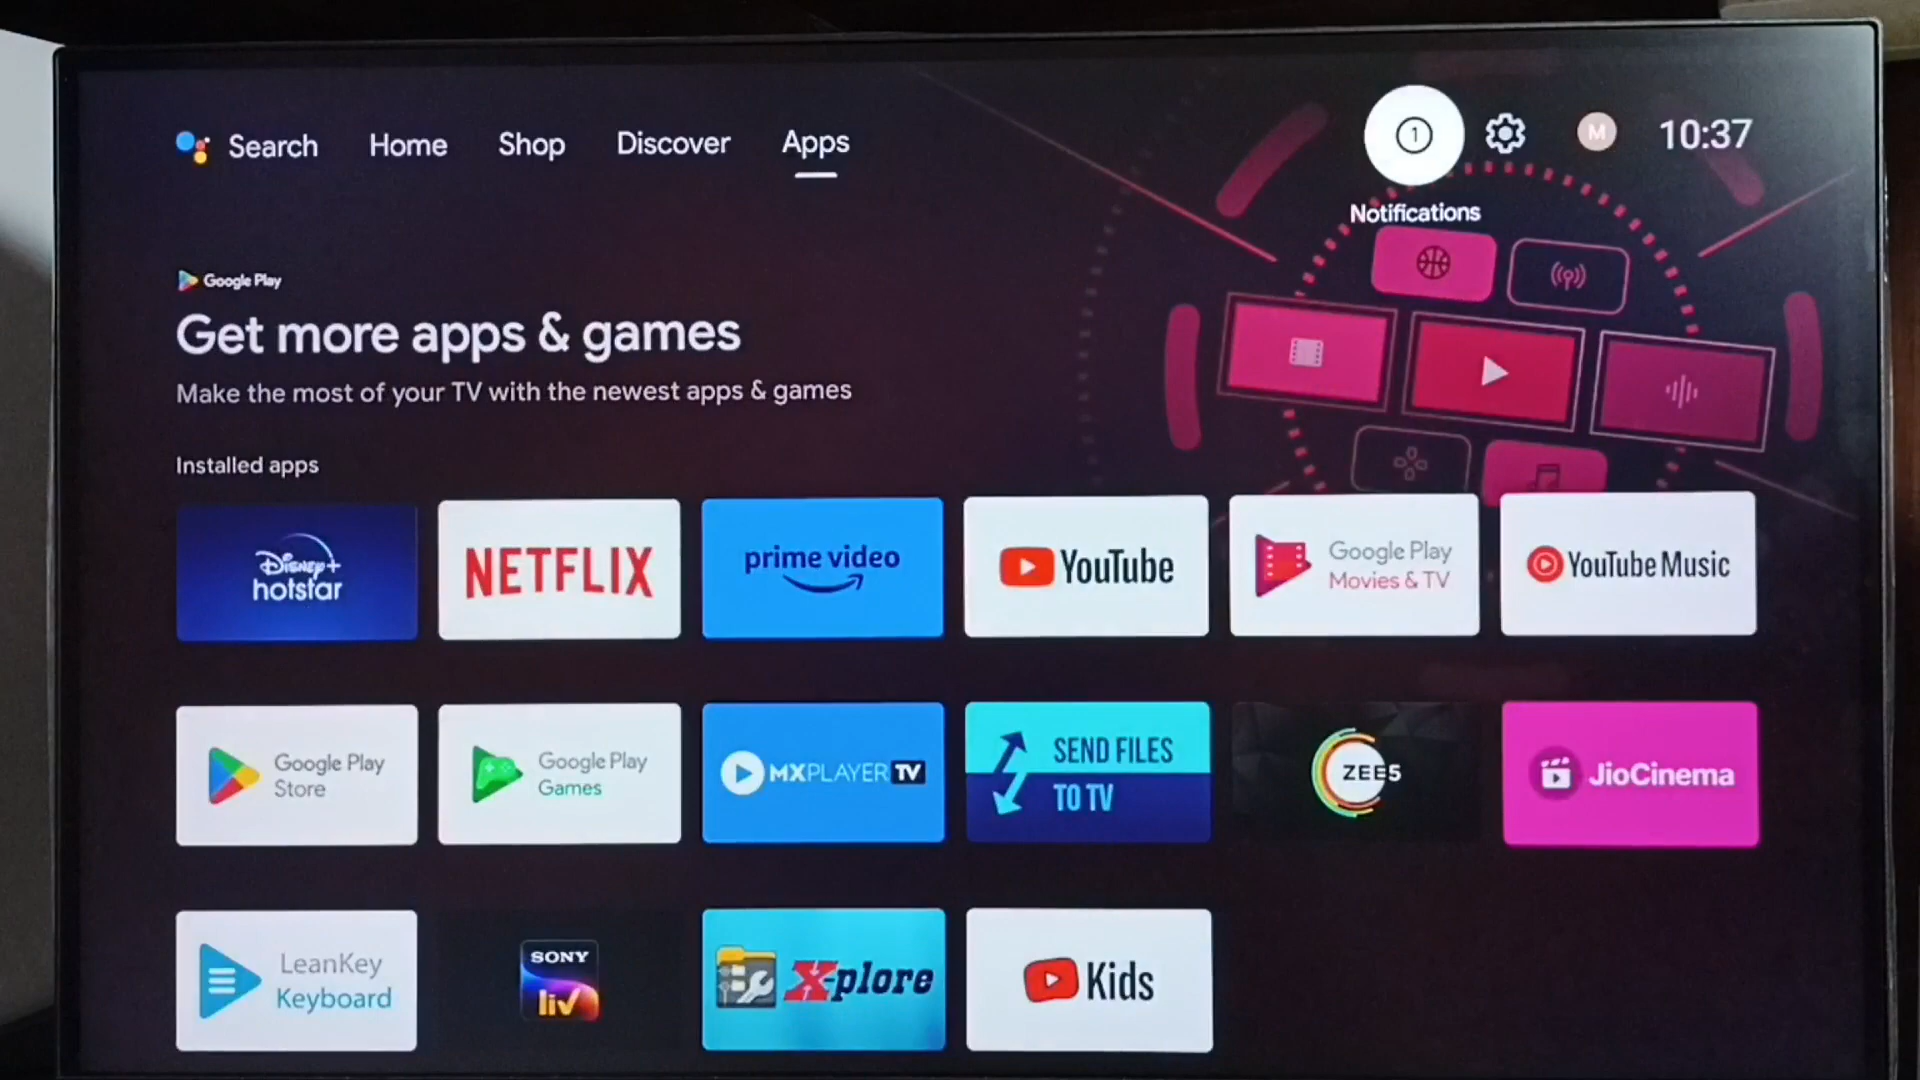 Search Home Shop Discover Apps
1
M
10:37
Notifications
Google Play
Get more apps & games
Make the most of your TV with the newest apps & games
Installed apps
Disney+
hotstar
NETFLIX
prime video
YouTube
Google Play
Movies & TV
YouTube Music
Google Play
Store
Google Play
Games
MXPLAYER TV
SEND FILES
TO TV
ZEE5
JioCinema
LeanKey
Keyboard
SONY
liv
X-plore
Kids